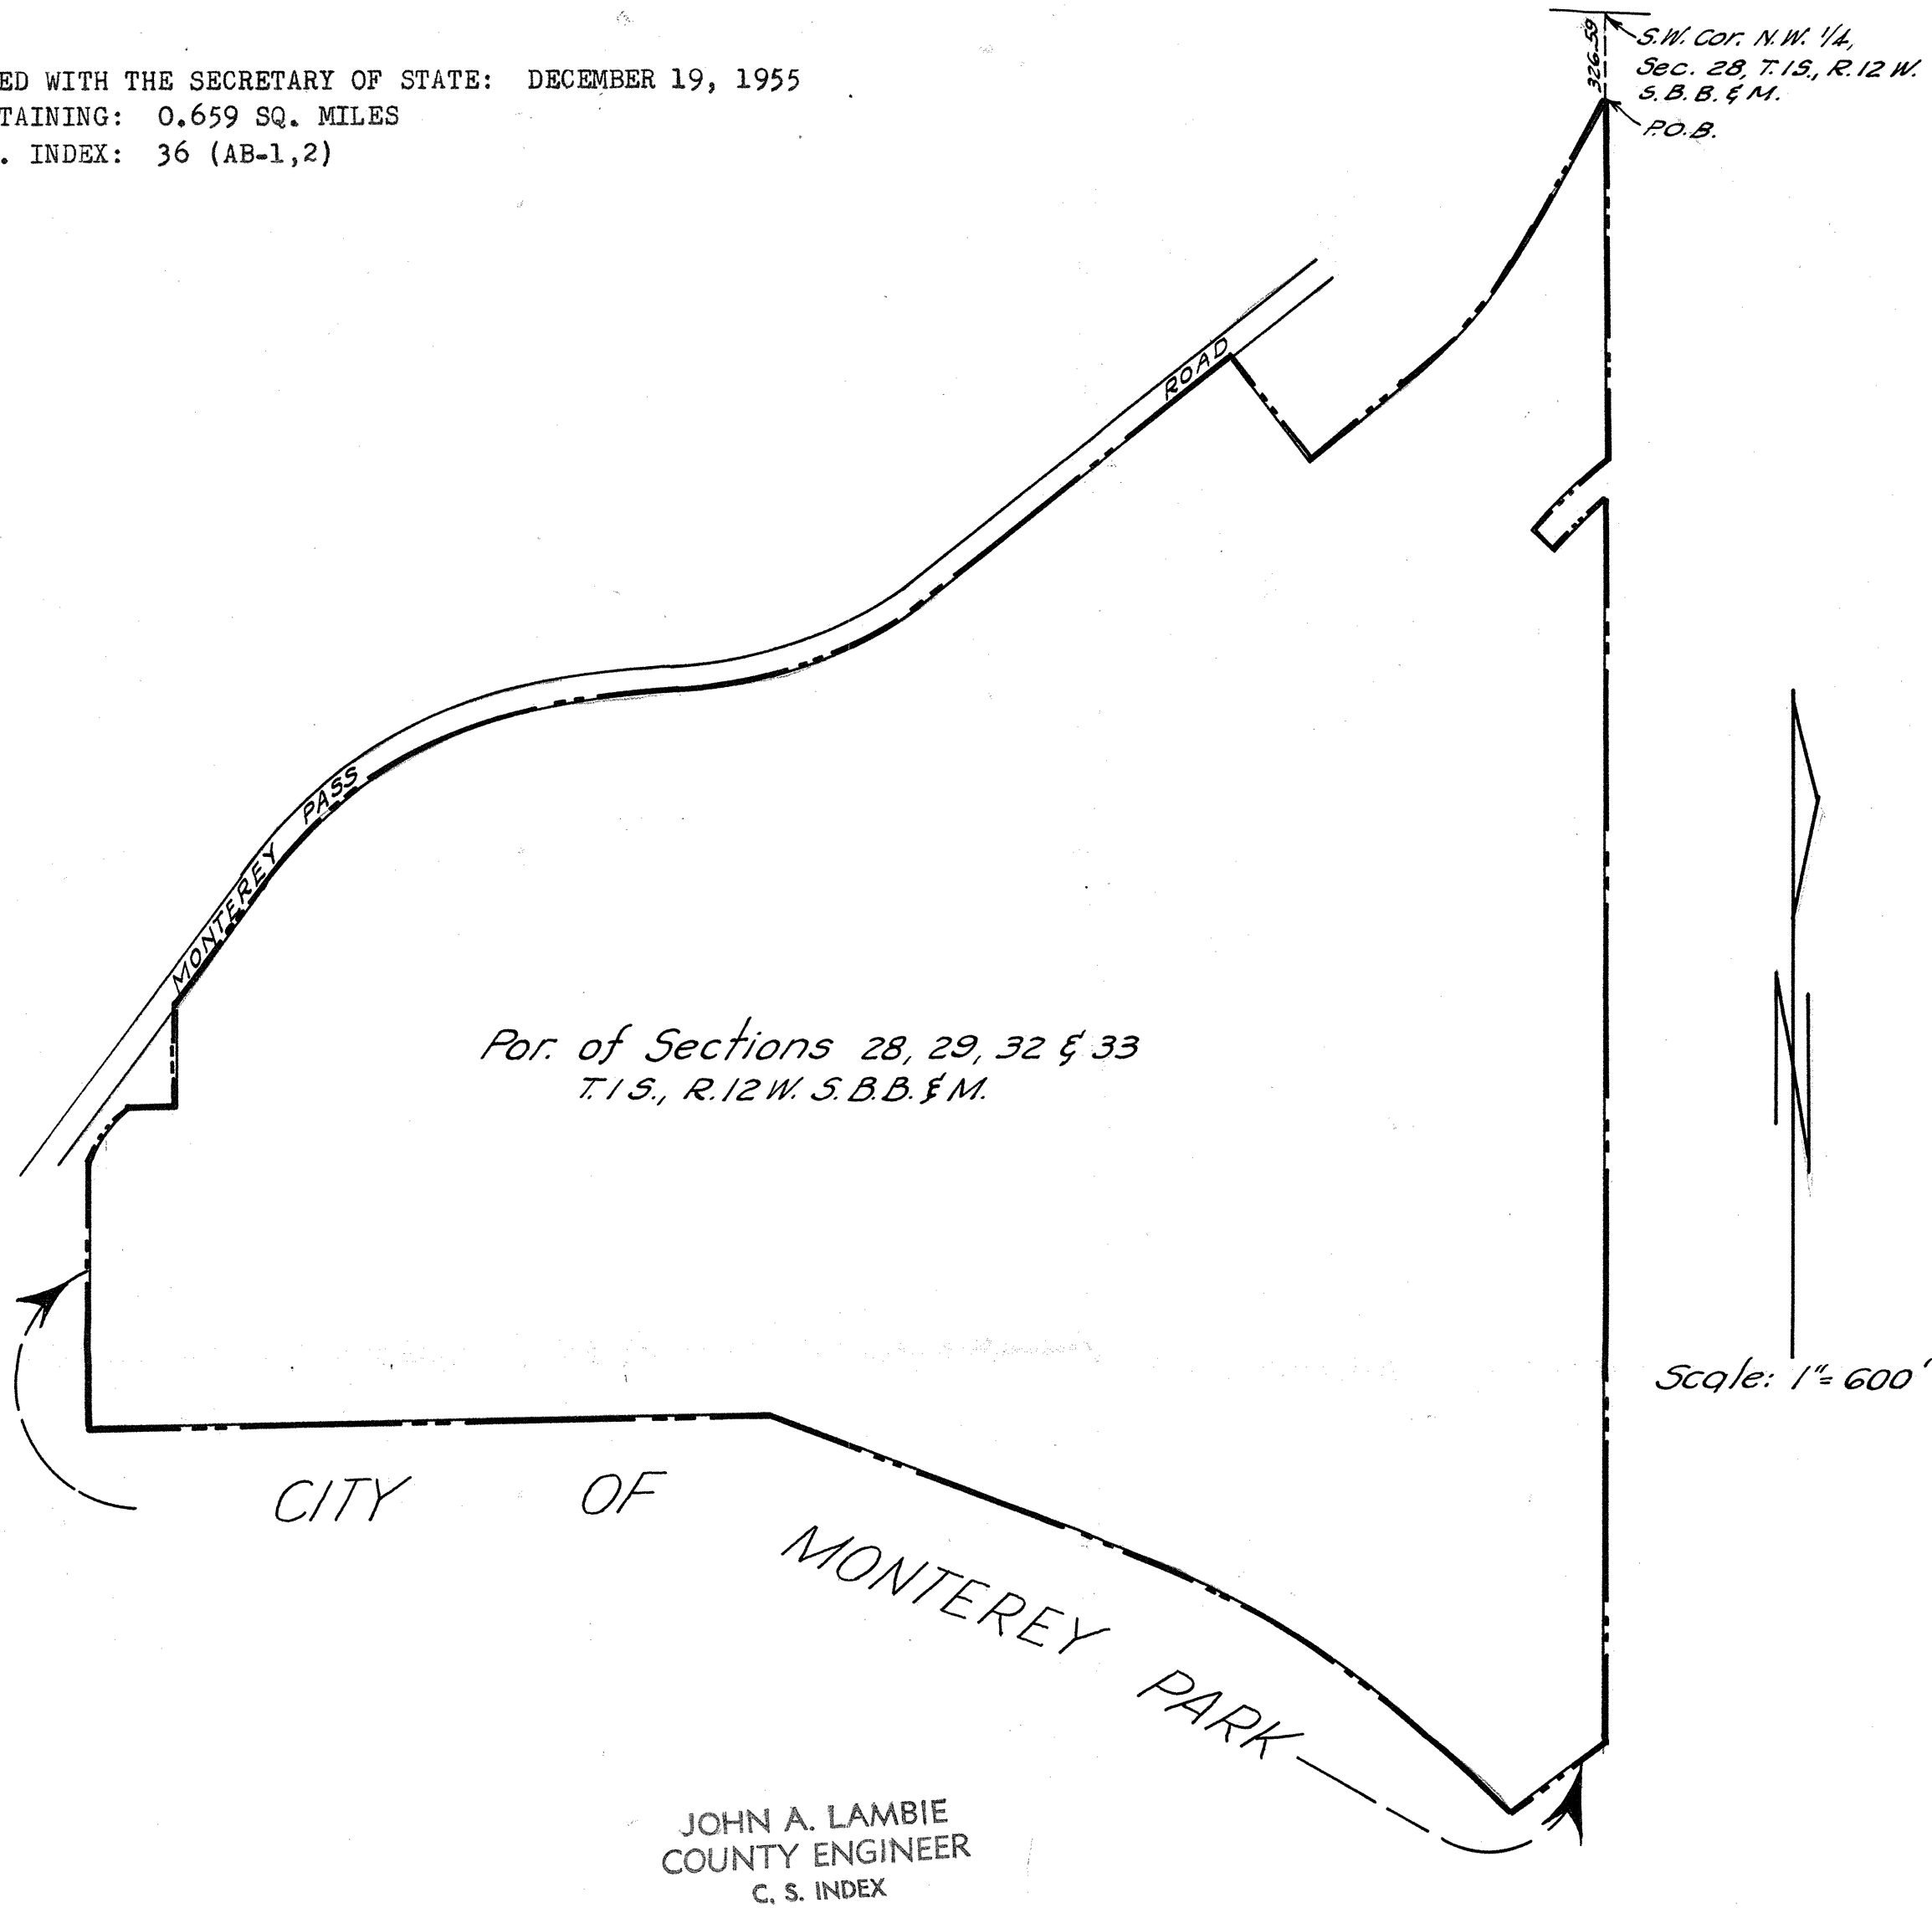 ED WITH THE SECRETARY OF STATE: DECEMBER 19, 1955
TAINING: 0.659 SQ. MILES
. INDEX: 36 (AB-1,2)
326.59
S.W. Cor. N.W. 1/4,
Sec. 28, T.1S., R.12 W.
S.B.B. & M.
P.O.B.
MONTEREY PASS ROAD
Por. of Sections 28, 29, 32 & 33
T.1S., R.12W. S.B.B. & M.
N
Scale: 1"=600'
CITY OF
MONTEREY PARK
JOHN A. LAMBIE
COUNTY ENGINEER
C. S. INDEX